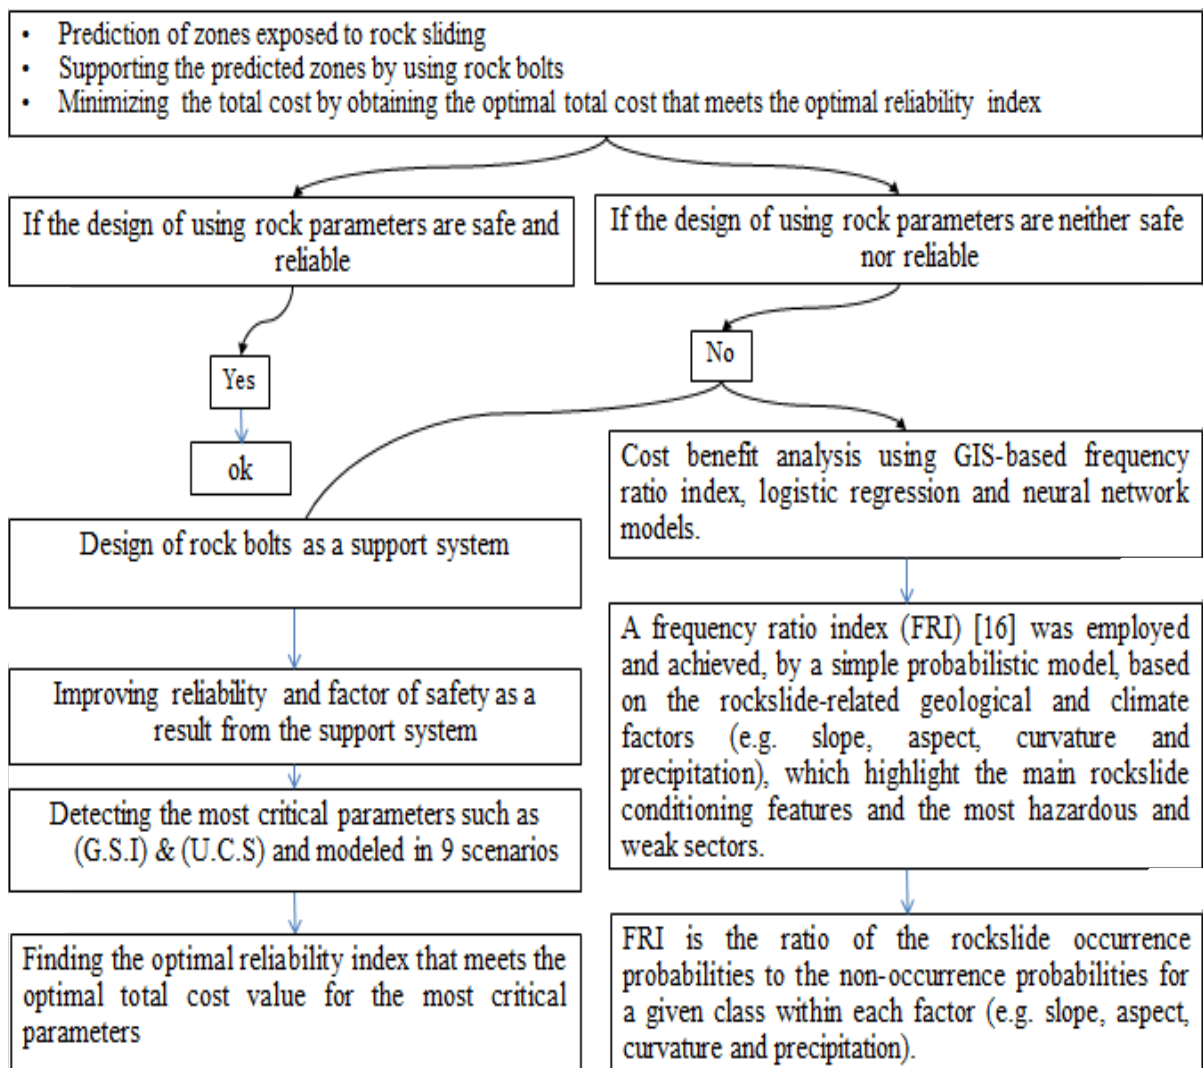 • Prediction of zones exposed to rock sliding
• Supporting the predicted zones by using rock bolts
• Minimizing the total cost by obtaining the optimal total cost that meets the optimal reliability index
If the design of using rock parameters are safe and
reliable
If the design of using rock parameters are neither safe
nor reliable
Yes
No
ok
Design of rock bolts as a support system
Improving reliability and factor of safety as a
result from the support system
Detecting the most critical parameters such as
(G.S.I) & (U.C.S) and modeled in 9 scenarios
Finding the optimal reliability index that meets the
optimal total cost value for the most critical
parameters
Cost benefit analysis using GIS-based frequency
ratio index, logistic regression and neural network
models.
A frequency ratio index (FRI) [16] was employed
and achieved, by a simple probabilistic model, based
on the rockslide-related geological and climate
factors (e.g. slope, aspect, curvature and
precipitation), which highlight the main rockslide
conditioning features and the most hazardous and
weak sectors.
FRI is the ratio of the rockslide occurrence
probabilities to the non-occurrence probabilities for
a given class within each factor (e.g. slope, aspect,
curvature and precipitation).